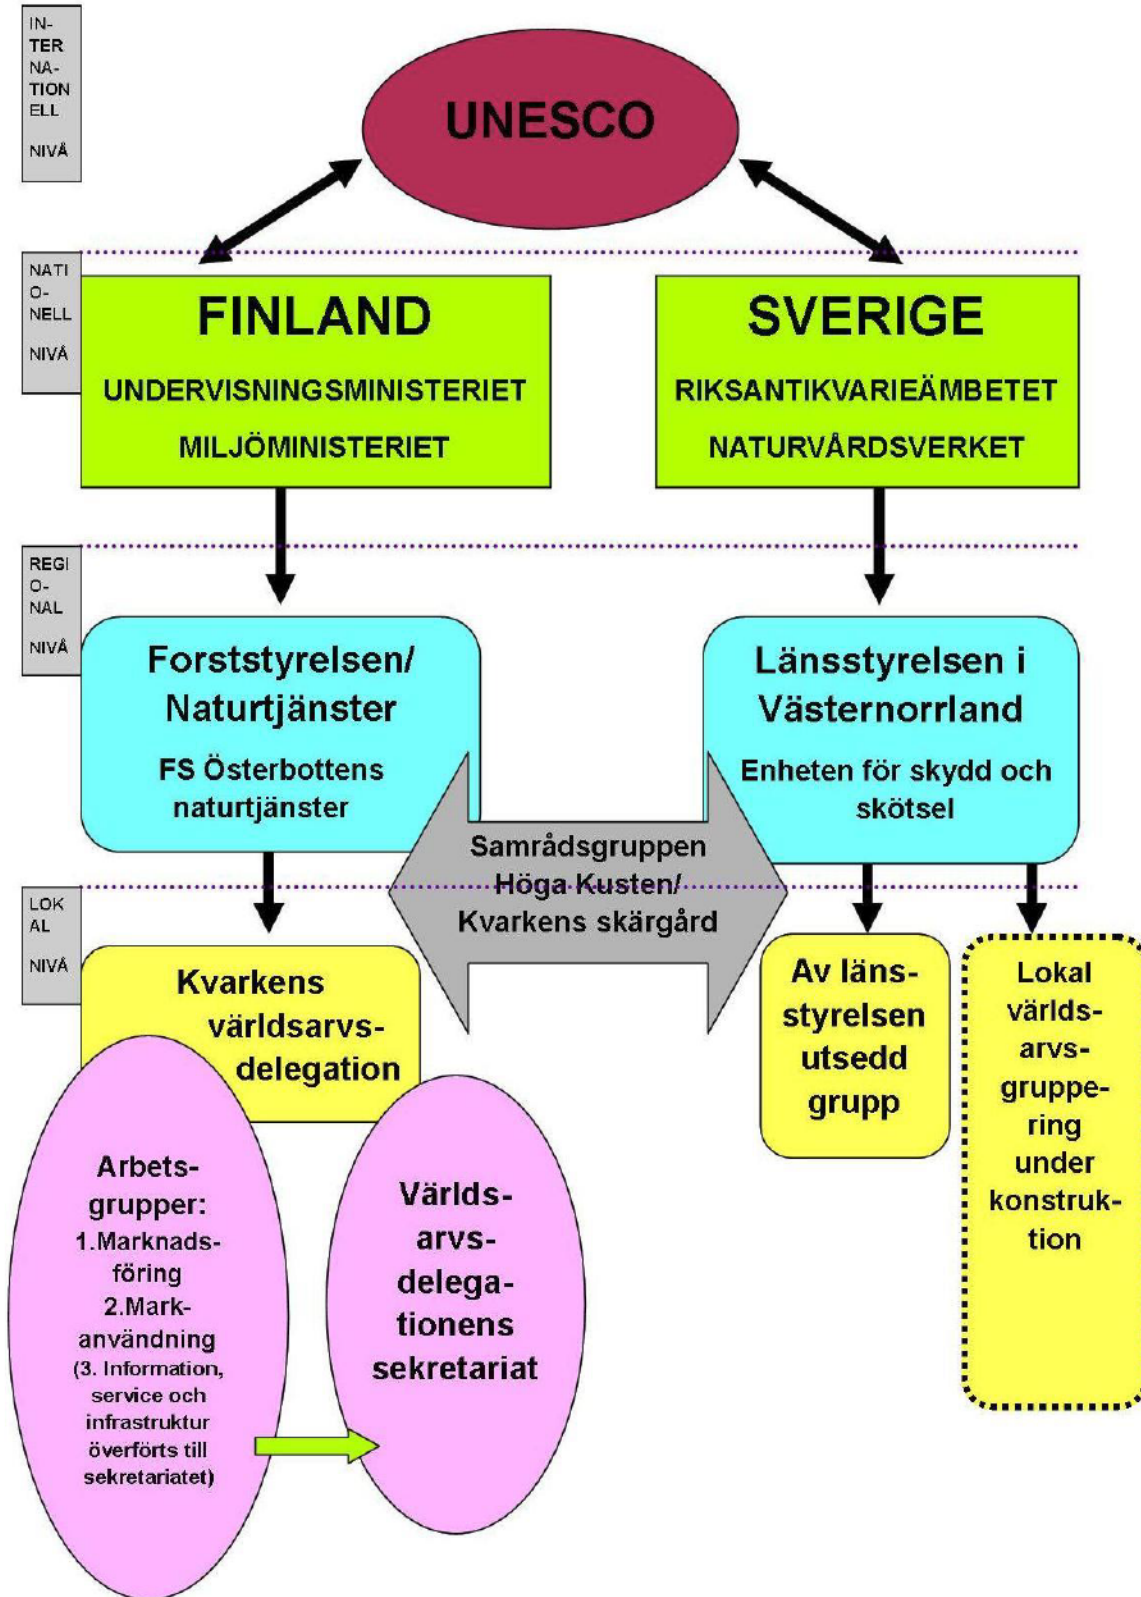 IN-
TER
NA-
TION
ELL
NIVÅ
UNESCO
NATI
O-
NELL
NIVÅ
FINLAND
UNDERVISNINGSMINISTERIET
MILJÖMINISTERIET
SVERIGE
RIKSANTIKVARIEÄMBETET
NATURVÅRDSVERKET
REGI
O-
NAL
NIVÅ
Forststyrelsen/
Naturtjänster
FS Österbottens
naturtjänster
Länsstyrelsen i
Västernorrland
Enheten för skydd och
skötsel
Samrådsgruppen
Höga Kusten/
Kvarkens skärgård
LOK
AL
NIVÅ
Kvarkens
världsarvs-
delegation
Av läns-
styrelsen
utsedd
grupp
Lokal
världs-
arvs-
gruppe-
ring
under
konstruk-
tion
Arbets-
grupper:
1.Marknads-
föring
2.Mark-
användning
(3. Information,
service och
infrastruktur
överförts till
sekretariatet)
Världs-
arvs-
delega-
tionens
sekretariat